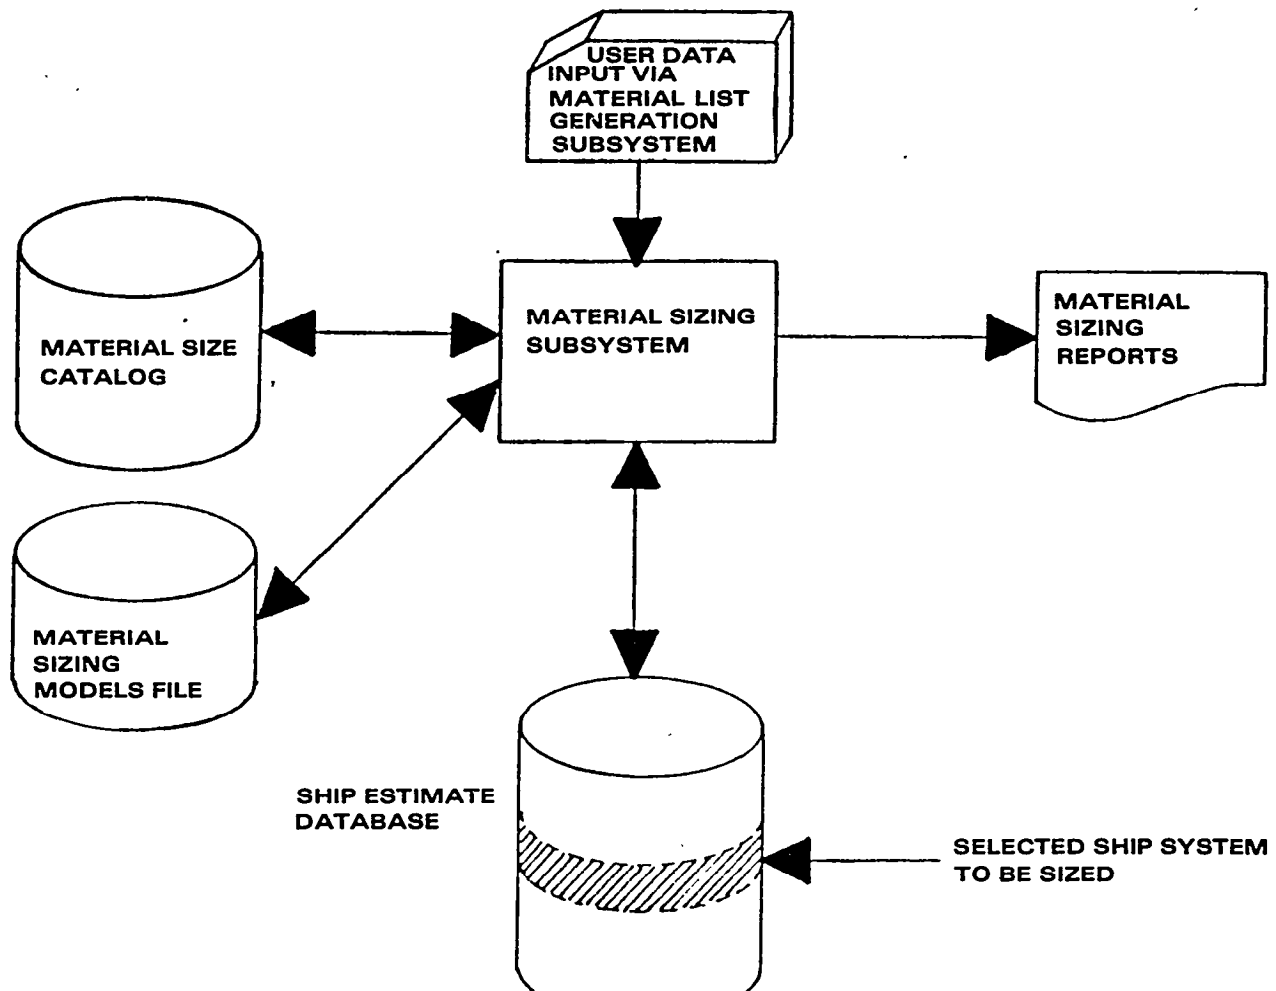 USER DATA
INPUT VIA
MATERIAL LIST
GENERATION
SUBSYSTEM
MATERIAL SIZE
CATALOG
MATERIAL SIZING
SUBSYSTEM
MATERIAL
SIZING
REPORTS
MATERIAL
SIZING
MODELS FILE
SHIP ESTIMATE
DATABASE
SELECTED SHIP SYSTEM
TO BE SIZED